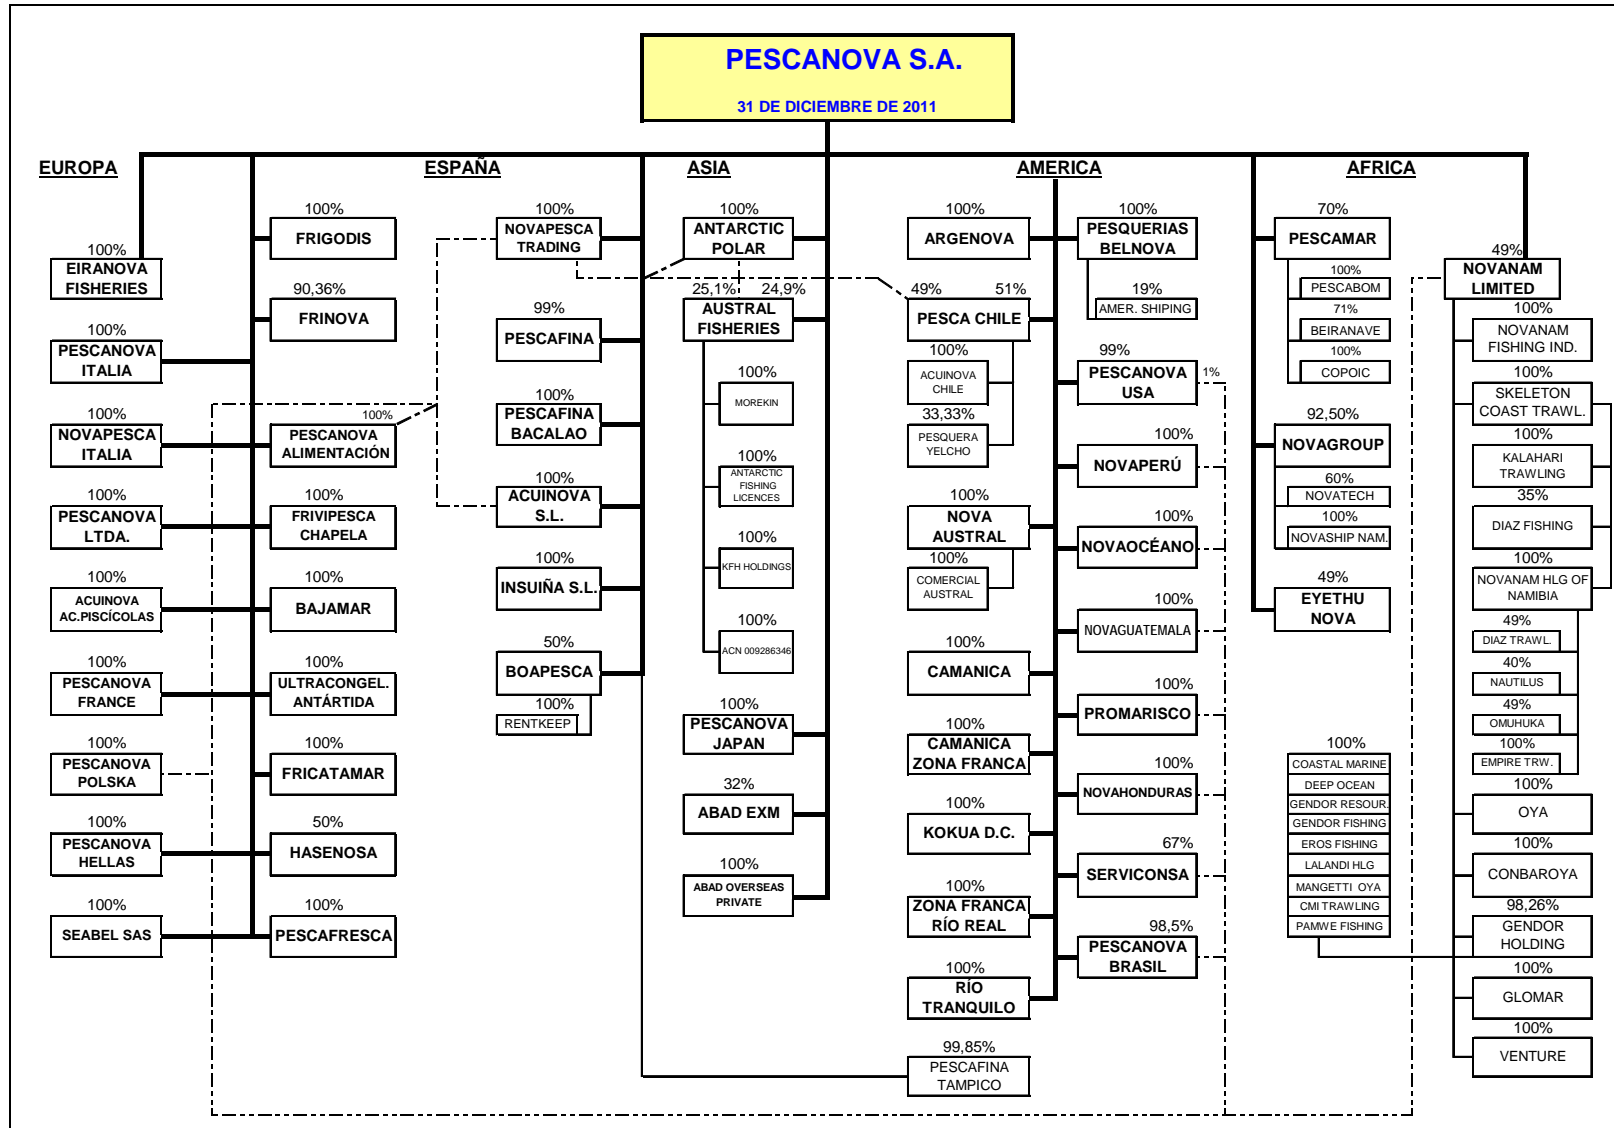 PESCANOVA S.A.
31 DE DICIEMBRE DE 2011
EUROPA
ESPAÑA
ASIA
AMERICA
AFRICA
100%
EIRANOVA
FISHERIES
100%
PESCANOVA
ITALIA
100%
NOVAPESCA
ITALIA
100%
PESCANOVA
LTDA.
100%
ACUINOVA
AC.PISCÍCOLAS
100%
PESCANOVA
FRANCE
100%
PESCANOVA
POLSKA
100%
PESCANOVA
HELLAS
100%
SEABEL SAS
100%
FRIGODIS
90,36%
FRINOVA
100%
PESCANOVA
ALIMENTACIÓN
100%
FRIVIPESCA
CHAPELA
100%
BAJAMAR
100%
ULTRACONGEL.
ANTÁRTIDA
100%
FRICATAMAR
50%
HASENOSA
100%
PESCAFRESCA
100%
NOVAPESCA
TRADING
99%
PESCAFINA
100%
PESCAFINA
BACALAO
100%
ACUINOVA
S.L.
100%
INSUIÑA S.L.
50%
BOAPESCA
100%
RENTKEEP
100%
ANTARCTIC
POLAR
25,1% 24,9%
AUSTRAL
FISHERIES
100%
MOREKIN
100%
ANTARCTIC
FISHING
LICENCES
100%
KFH HOLDINGS
100%
ACN 009286346
100%
PESCANOVA
JAPAN
32%
ABAD EXM
100%
ABAD OVERSEAS
PRIVATE
100%
ARGENOVA
49% 51%
PESCA CHILE
100%
ACUINOVA
CHILE
33,33%
PESQUERA
YELCHO
100%
NOVA
AUSTRAL
100%
COMERCIAL
AUSTRAL
100%
CAMANICA
100%
CAMANICA
ZONA FRANCA
100%
KOKUA D.C.
100%
ZONA FRANCA
RÍO REAL
100%
RÍO
TRANQUILO
99,85%
PESCAFINA
TAMPICO
100%
PESQUERIAS
BELNOVA
19%
AMER. SHIPING
99%
PESCANOVA
USA
1%
100%
NOVAPERÚ
100%
NOVAOCÉANO
100%
NOVAGUATEMALA
100%
PROMARISCO
100%
NOVAHONDURAS
67%
SERVICONSA
98,5%
PESCANOVA
BRASIL
70%
PESCAMAR
100%
PESCABOM
71%
BEIRANAVE
100%
COPOIC
92,50%
NOVAGROUP
60%
NOVATECH
100%
NOVASHIP NAM.
49%
EYETHU
NOVA
100%
COASTAL MARINE
DEEP OCEAN
GENDOR RESOUR.
GENDOR FISHING
EROS FISHING
LALANDI HLG
MANGETTI OYA
CMI TRAWLING
PAMWE FISHING
49%
NOVANAM
LIMITED
100%
NOVANAM
FISHING IND.
100%
SKELETON
COAST TRAWL.
100%
KALAHARI
TRAWLING
35%
DIAZ FISHING
100%
NOVANAM HLG OF
NAMIBIA
49%
DIAZ TRAWL.
40%
NAUTILUS
49%
OMUHUKA
100%
EMPIRE TRW.
100%
OYA
100%
CONBAROYA
98,26%
GENDOR
HOLDING
100%
GLOMAR
100%
VENTURE